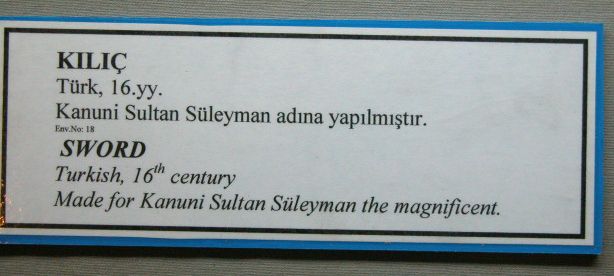 KILIÇ
Türk, 16.yy.
Kanuni Sultan Süleyman adına yapılmıştır.
Env.No: 18
SWORD
Turkish, 16th century
Made for Kanuni Sultan Süleyman the magnificent.